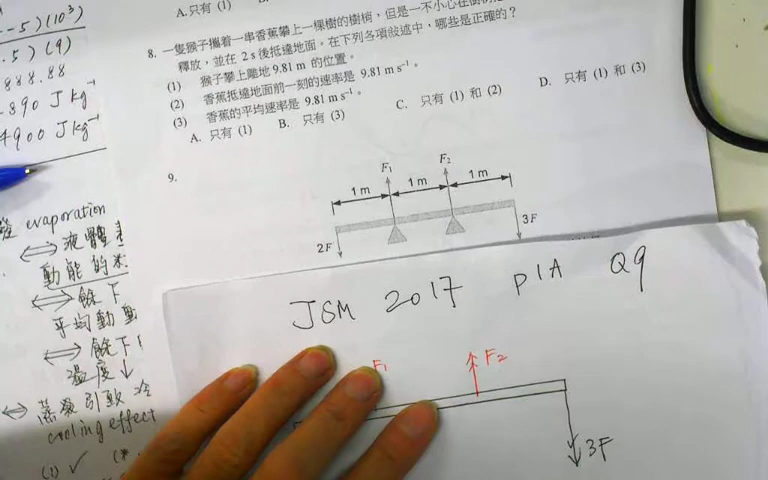 A. 只有 (1)
--5)(10³)
.5)(9)
888.88
.890 J kg⁻¹
4900 J kg⁻¹
8. 一隻猴子攜着一串香蕉攀上一棵樹的樹梢，但是一不小心在樹梢
釋放，並在 2 s 後抵達地面。在下列各項敍述中，哪些是正確的？
(1) 猴子攀上離地 9.81 m 的位置。
(2) 香蕉抵達地面前一刻的速率是 9.81 m s⁻¹。
(3) 香蕉的平均速率是 9.81 m s⁻¹。
A. 只有 (1) B. 只有 (3) C. 只有 (1) 和 (2) D. 只有 (1) 和 (3)
9.
F₁ F₂
1 m 1 m 1 m
2F 3F
evaporation
⟺ 液體
動能的
⟺ 餘下
平均動
⟺ 餘下
溫度↓
⟺ 蒸發引致冷
cooling effect
(1) ✓
JSM 2017 P1A Q9
F₁ F₂
3F